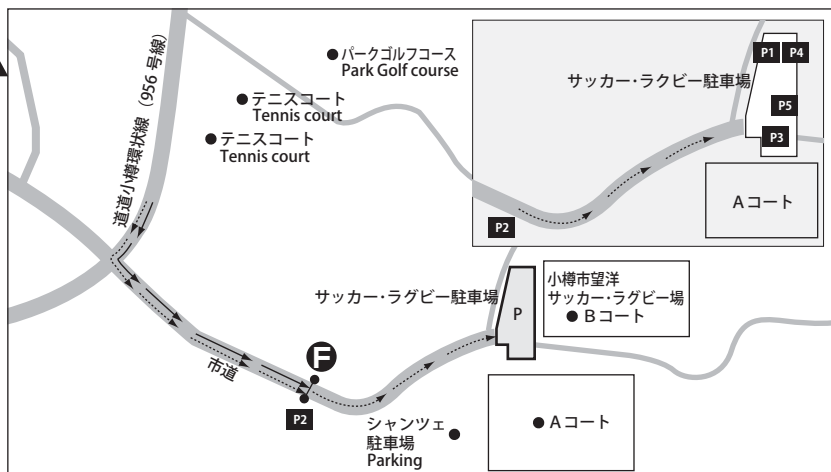 道道小樽環状線（956 号線）
パークゴルフコース
Park Golf course
テニスコート
Tennis court
テニスコート
Tennis court
サッカー・ラクビー駐車場
P1
P4
P5
P3
Aコート
P2
サッカー・ラグビー駐車場
P
小樽市望洋
サッカー・ラグビー場
Bコート
市道
F
P2
シャンツェ
駐車場
Parking
Aコート